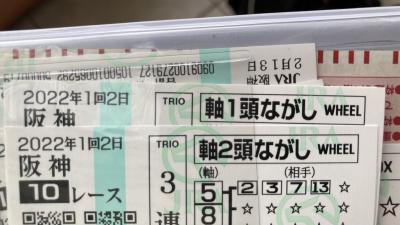 2月13日
JRA 阪神
2022年1回2日
阪神
TRIO 軸1頭ながし WHEEL
2022年1回2日
阪神
10 レース
TRIO 軸2頭ながし WHEEL
3連
(軸) (相手)
5 2 3 7 13 ☆
8 ☆ ☆ ☆ ☆ ☆
JRA